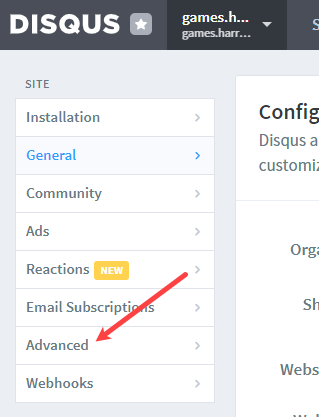 DISQUS
games.h...
games.harr...
S
SITE
Installation
General
Community
Ads
Reactions NEW
Email Subscriptions
Advanced
Webhooks
Config
Disqus a
customiz
Orga
Sh
Webs